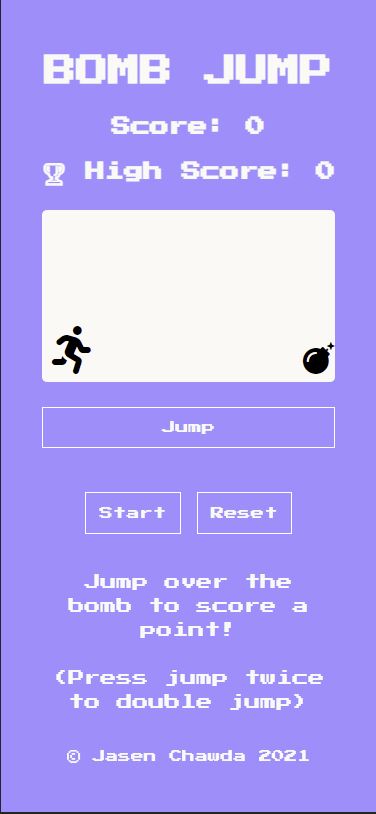 BOMB JUMP
Score: 0
🏆 High Score: 0
Jump
Start Reset
Jump over the
bomb to score a
point!
(Press jump twice
to double jump)
© Jasen Chawda 2021